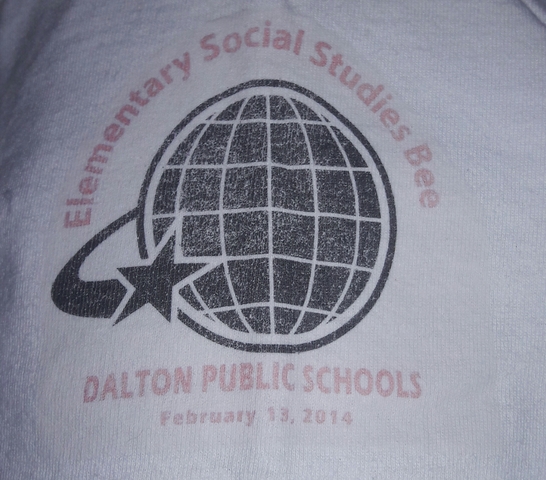 Elementary Social Studies Bee
DALTON PUBLIC SCHOOLS
February 13, 2014